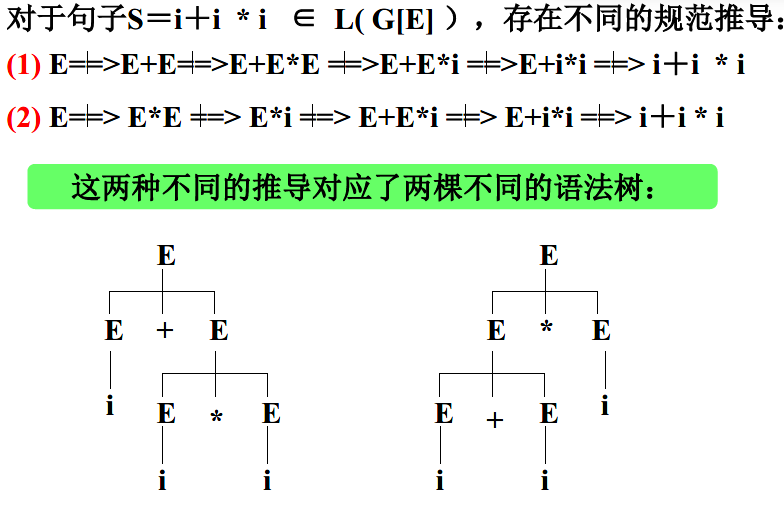 对于句子S＝i＋i * i ∈ L( G[E] ），存在不同的规范推导：
(1) E=|=>E+E=|=>E+E*E =|=>E+E*i =|=>E+i*i =|=> i＋i * i
(2) E=|=> E*E =|=> E*i =|=> E+E*i =|=> E+i*i =|=> i＋i * i
这两种不同的推导对应了两棵不同的语法树：
E E
E + E E * E
i E * E E + E i
i i i i